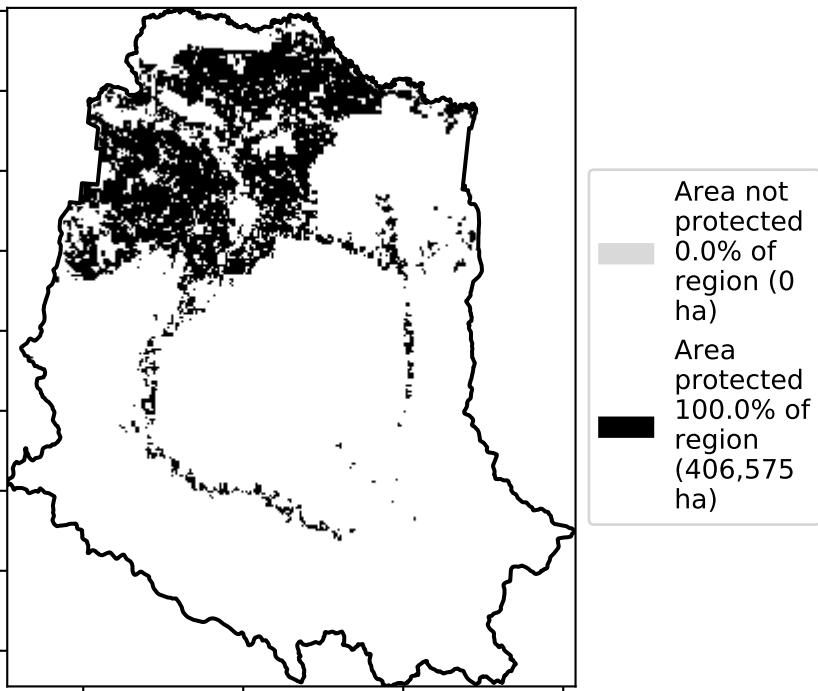 Area not
protected
0.0% of
region (0
ha)
Area
protected
100.0% of
region
(406,575
ha)